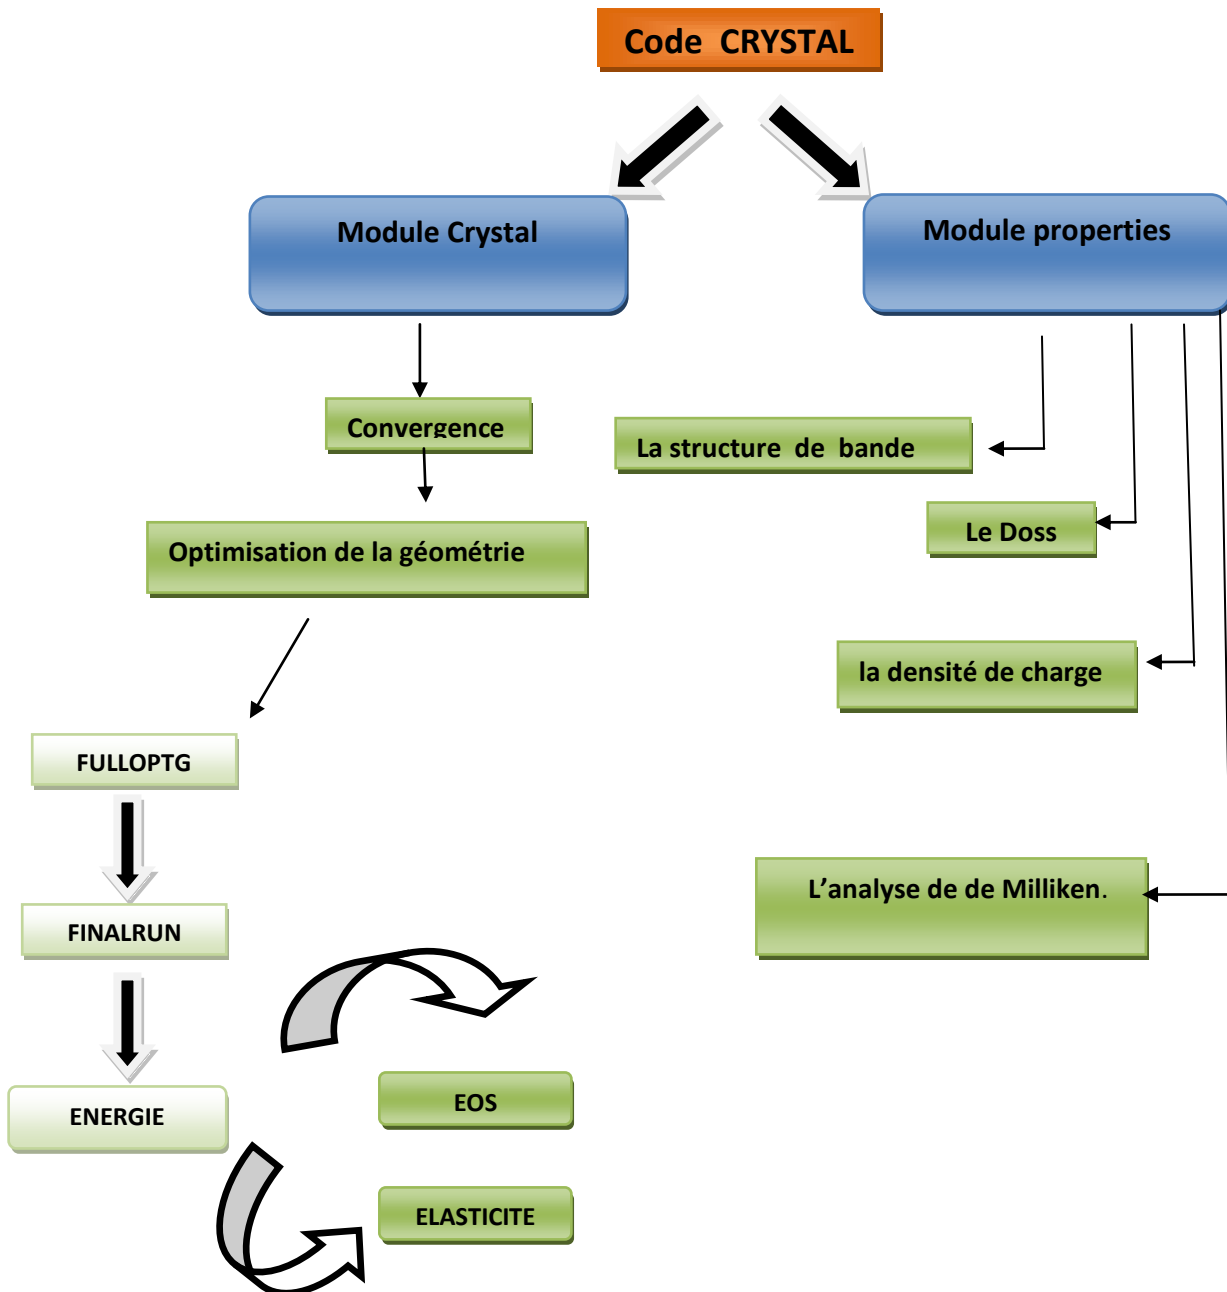 Code CRYSTAL
Module Crystal
Module properties
Convergence
La structure de bande
Le Doss
Optimisation de la géométrie
la densité de charge
FULLOPTG
L’analyse de de Milliken.
FINALRUN
ENERGIE
EOS
ELASTICITE